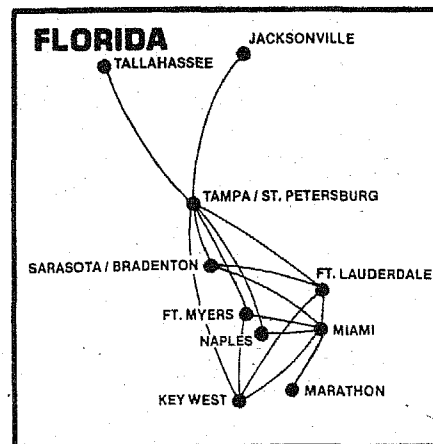 FLORIDA
JACKSONVILLE
TALLAHASSEE
TAMPA / ST. PETERSBURG
SARASOTA / BRADENTON
FT. LAUDERDALE
FT. MYERS
MIAMI
NAPLES
MARATHON
KEY WEST